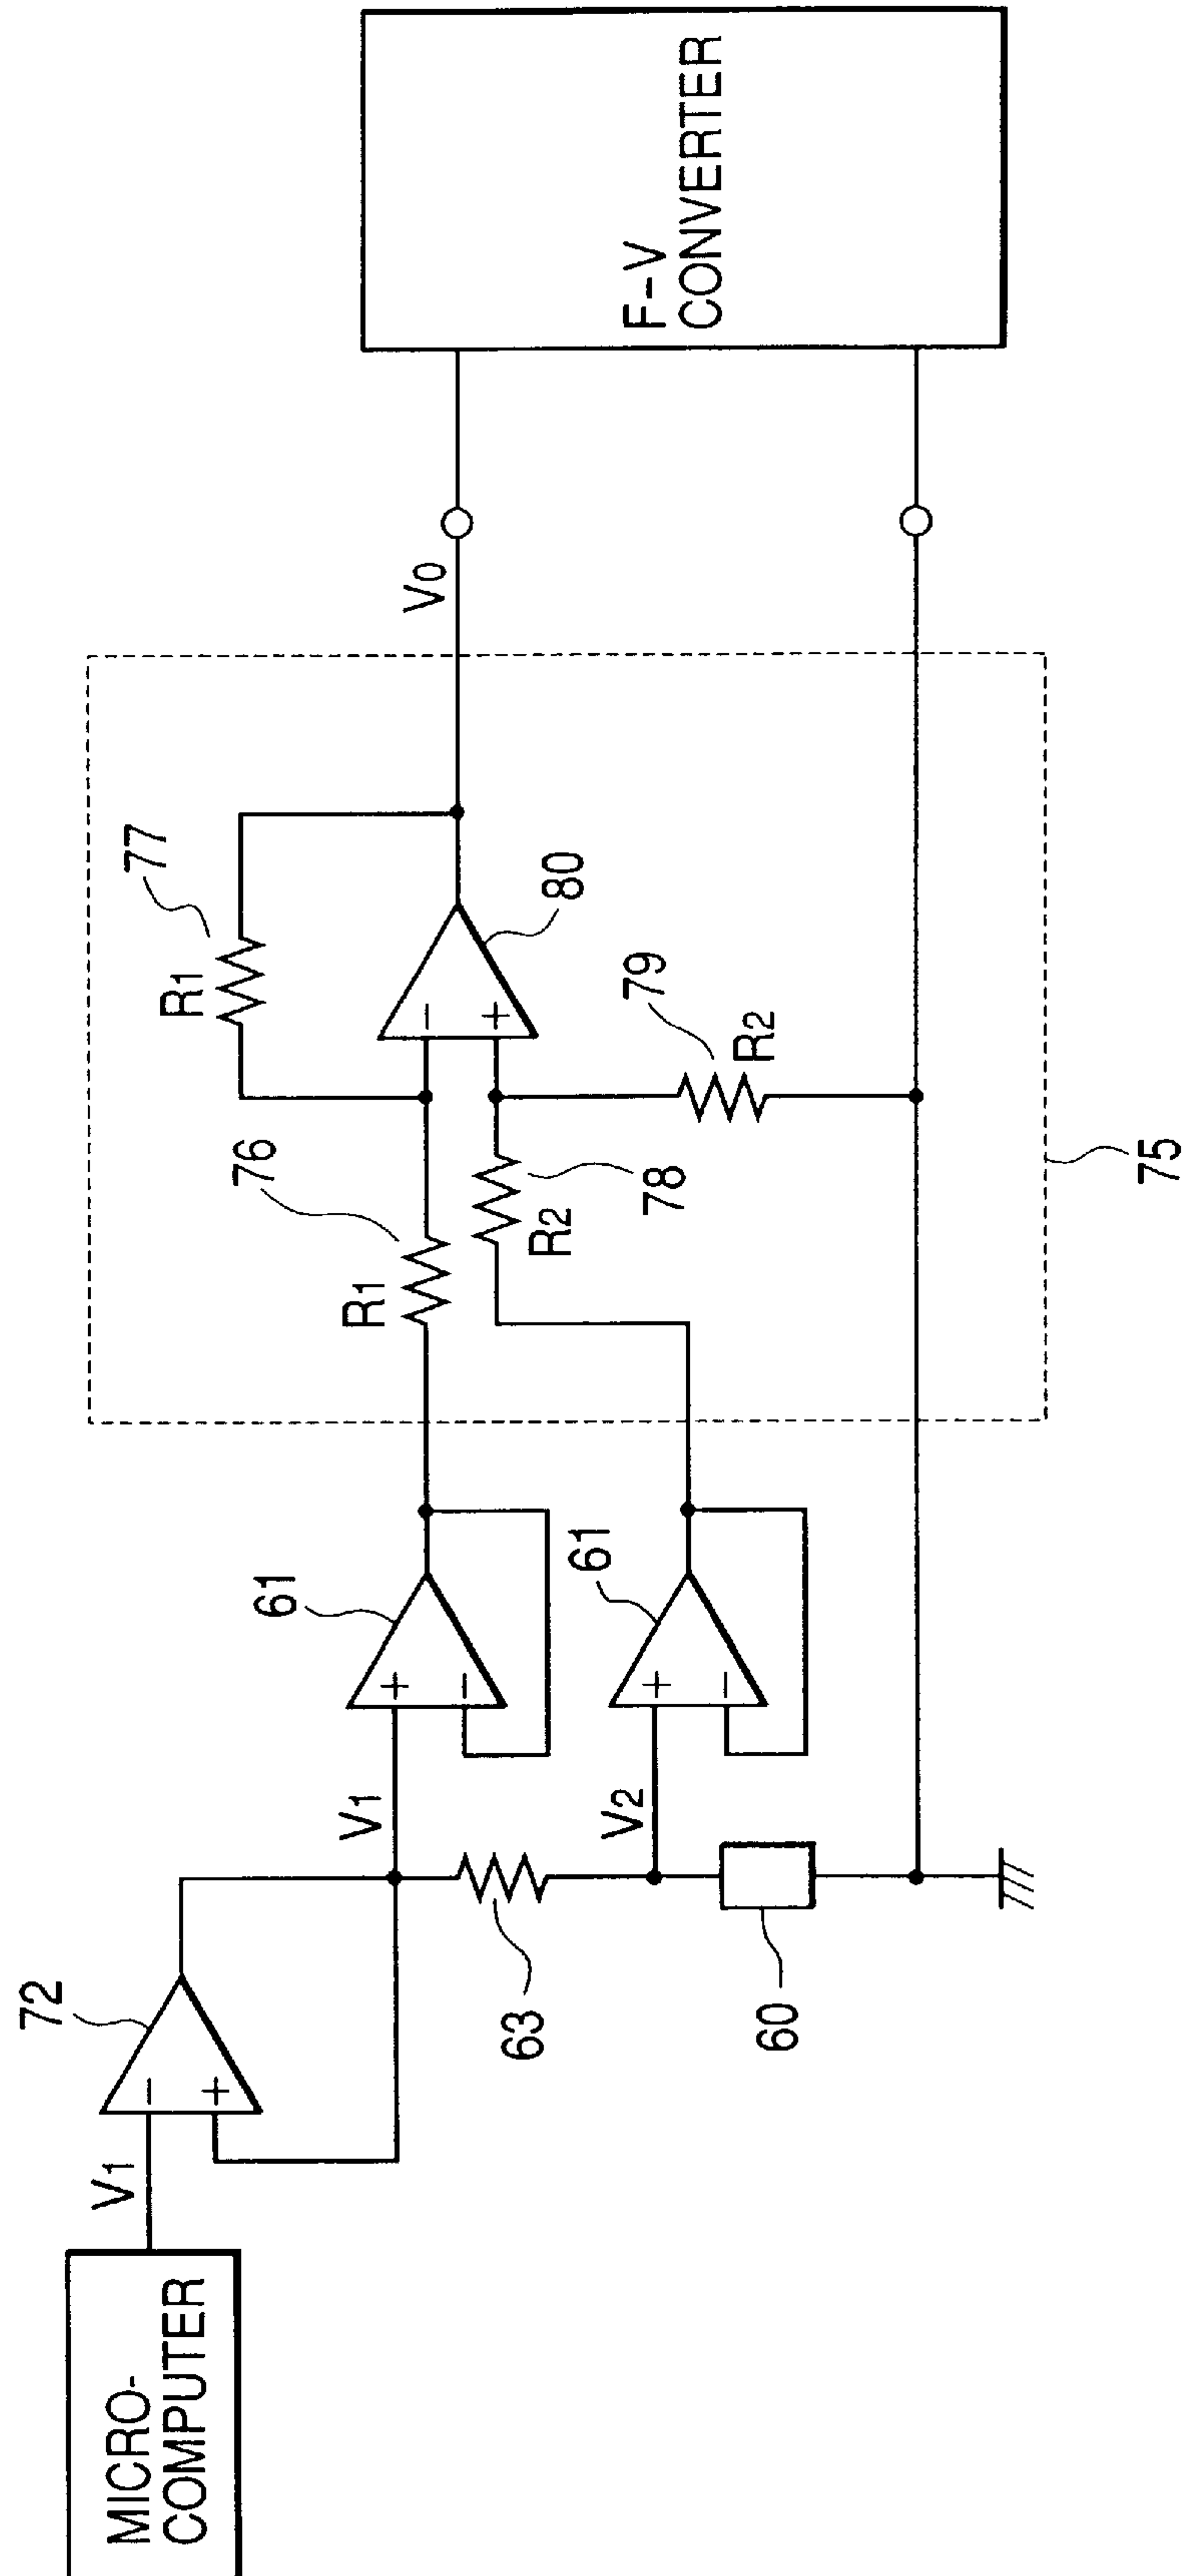 MICRO-
COMPUTER
V1
72
V1
63
V2
60
61
61
+
-
+
-
-
+
R1
76
R2
78
R1
77
-
+
80
79
R2
75
V0
F-V
CONVERTER